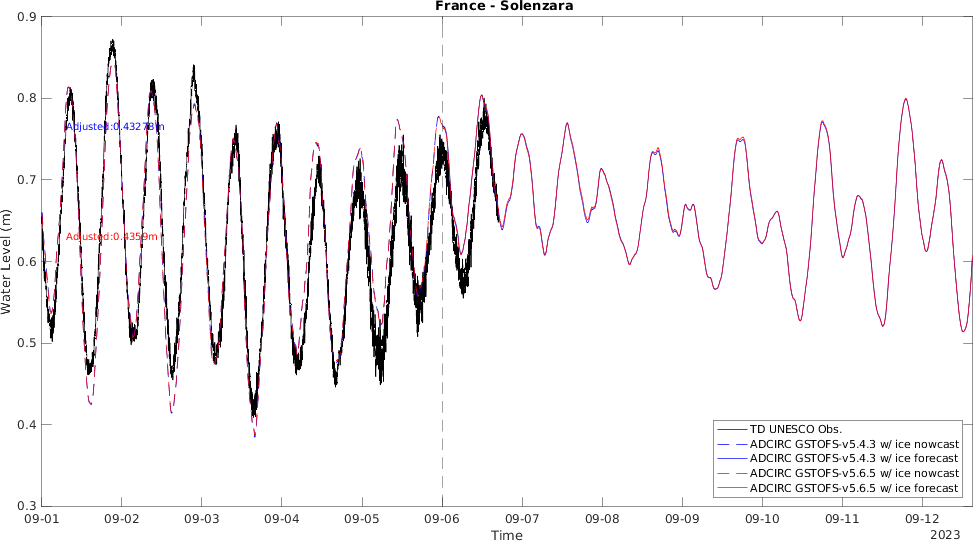 France - Solenzara
0.9
0.8
0.7
0.6
0.5
0.4
0.3
Water Level (m)
Adjusted:0.43278m
Adjusted:0.4359m
TD UNESCO Obs.
ADCIRC GSTOFS-v5.4.3 w/ ice nowcast
ADCIRC GSTOFS-v5.4.3 w/ ice forecast
ADCIRC GSTOFS-v5.6.5 w/ ice nowcast
ADCIRC GSTOFS-v5.6.5 w/ ice forecast
09-01 09-02 09-03 09-04 09-05 09-06 09-07 09-08 09-09 09-10 09-11 09-12
Time
2023